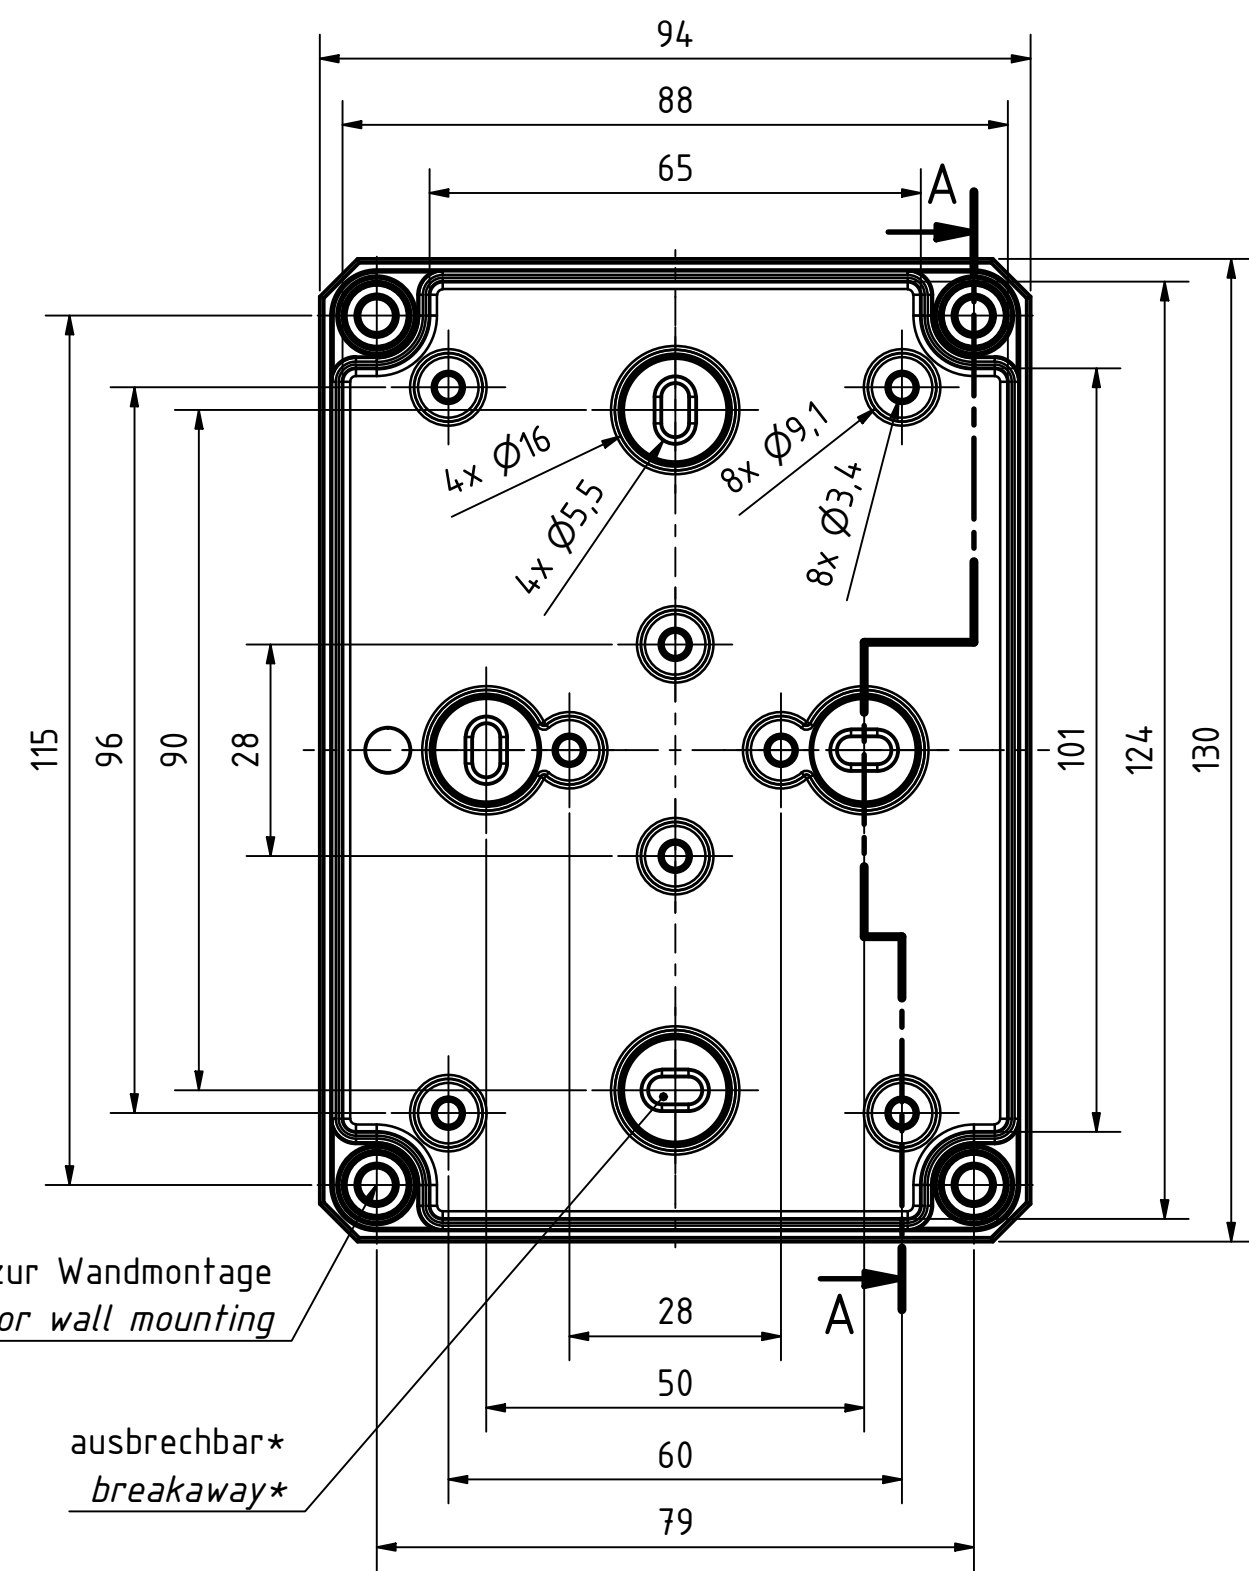 94
88
65
A
4x Ø16
4x Ø5,5
8x Ø9,1
8x Ø3,4
115
96
90
28
101
124
130
zur Wandmontage
or wall mounting
A
28
50
ausbrechbar*
breakaway*
60
79